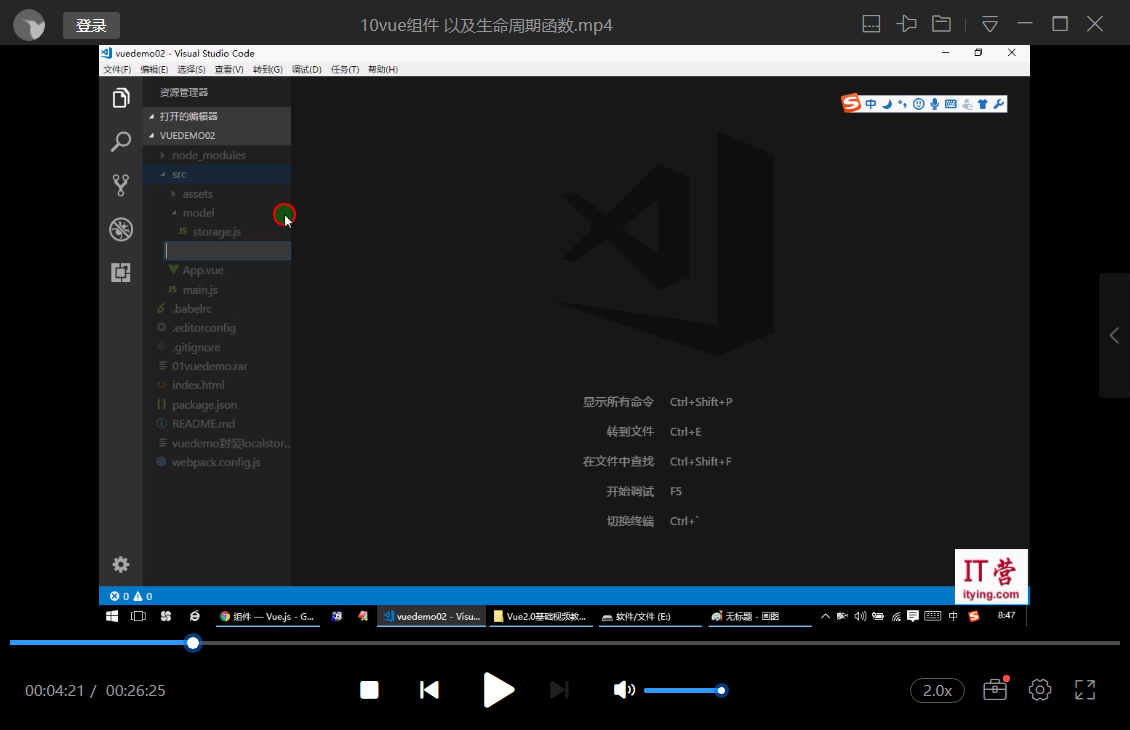 登录
10vue组件 以及生命周期函数.mp4
vuedemo02 - Visual Studio Code
文件(F) 编辑(E) 选择(S) 查看(V) 转到(G) 调试(D) 任务(T) 帮助(H)
资源管理器
打开的编辑器
VUEDEMO02
node_modules
src
assets
model
JS storage.js
App.vue
JS main.js
.babelrc
.editorconfig
.gitignore
01vuedemo.rar
index.html
package.json
README.md
vuedemo封装localstor...
webpack.config.js
中
显示所有命令 Ctrl+Shift+P
转到文件 Ctrl+E
在文件中查找 Ctrl+Shift+F
开始调试 F5
切换终端 Ctrl+`
IT营
itying.com
0 0
组件 — Vue.js - G...
vuedemo02 - Visu...
Vue2.0基础视频教...
软件/文件 (E:)
无标题 - 画图
中
8:47
00:04:21 / 00:26:25
2.0x